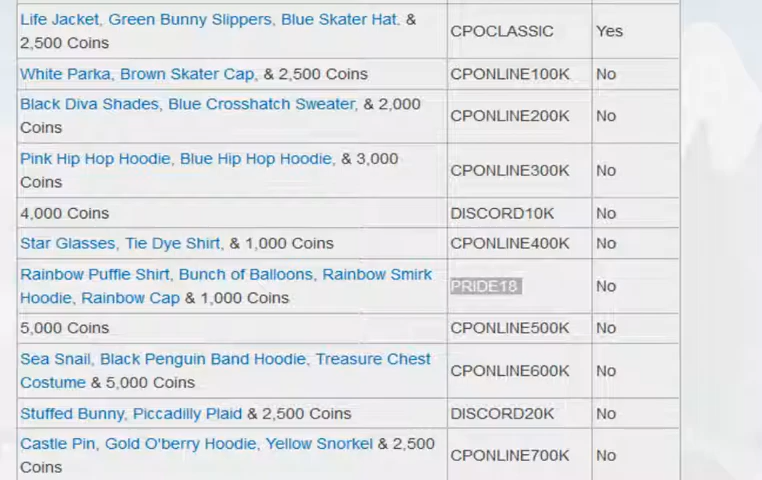 Life Jacket, Green Bunny Slippers, Blue Skater Hat. &
2,500 Coins
CPOCLASSIC
Yes
White Parka, Brown Skater Cap, & 2,500 Coins
CPONLINE100K
No
Black Diva Shades, Blue Crosshatch Sweater, & 2,000
Coins
CPONLINE200K
No
Pink Hip Hop Hoodie, Blue Hip Hop Hoodie, & 3,000
Coins
CPONLINE300K
No
4,000 Coins
DISCORD10K
No
Star Glasses, Tie Dye Shirt, & 1,000 Coins
CPONLINE400K
No
Rainbow Puffle Shirt, Bunch of Balloons, Rainbow Smirk
Hoodie, Rainbow Cap & 1,000 Coins
PRIDE18
No
5,000 Coins
CPONLINE500K
No
Sea Snail, Black Penguin Band Hoodie, Treasure Chest
Costume & 5,000 Coins
CPONLINE600K
No
Stuffed Bunny, Piccadilly Plaid & 2,500 Coins
DISCORD20K
No
Castle Pin, Gold O'berry Hoodie, Yellow Snorkel & 2,500
Coins
CPONLINE700K
No